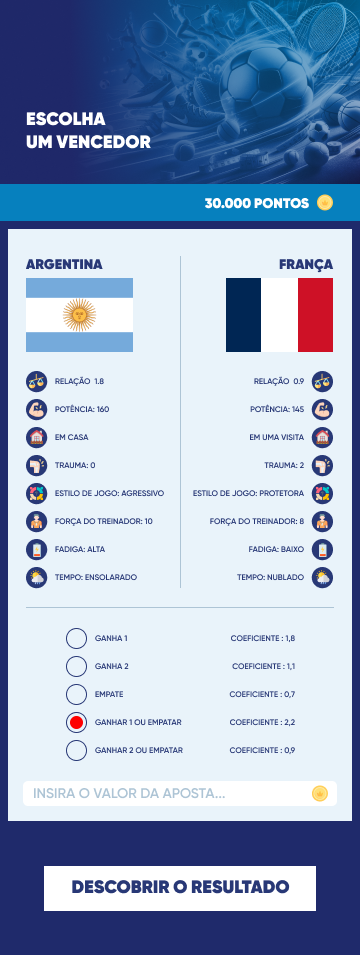 ESCOLHA
UM VENCEDOR
30.000 PONTOS
ARGENTINA
FRANÇA
RELAÇÃO 1.8
RELAÇÃO 0.9
POTÊNCIA: 160
POTÊNCIA: 145
EM CASA
EM UMA VISITA
TRAUMA: 0
TRAUMA: 2
ESTILO DE JOGO: AGRESSIVO
ESTILO DE JOGO: PROTETORA
FORÇA DO TREINADOR: 10
FORÇA DO TREINADOR: 8
FADIGA: ALTA
FADIGA: BAIXO
TEMPO: ENSOLARADO
TEMPO: NUBLADO
GANHA 1
COEFICIENTE : 1,8
GANHA 2
COEFICIENTE : 1,1
EMPATE
COEFICIENTE : 0,7
GANHAR 1 OU EMPATAR
COEFICIENTE : 2,2
GANHAR 2 OU EMPATAR
COEFICIENTE : 0,9
INSIRA O VALOR DA APOSTA...
DESCOBRIR O RESULTADO